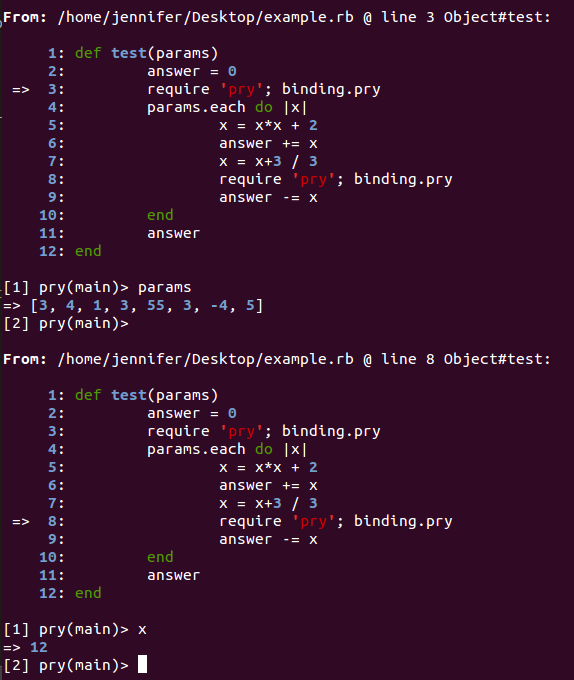 From: /home/jennifer/Desktop/example.rb @ line 3 Object#test:
1: def test(params)
2: answer = 0
=> 3: require 'pry'; binding.pry
4: params.each do |x|
5: x = x*x + 2
6: answer += x
7: x = x+3 / 3
8: require 'pry'; binding.pry
9: answer -= x
10: end
11: answer
12: end
[1] pry(main)> params
=> [3, 4, 1, 3, 55, 3, -4, 5]
[2] pry(main)>
From: /home/jennifer/Desktop/example.rb @ line 8 Object#test:
1: def test(params)
2: answer = 0
3: require 'pry'; binding.pry
4: params.each do |x|
5: x = x*x + 2
6: answer += x
7: x = x+3 / 3
=> 8: require 'pry'; binding.pry
9: answer -= x
10: end
11: answer
12: end
[1] pry(main)> x
=> 12
[2] pry(main)>